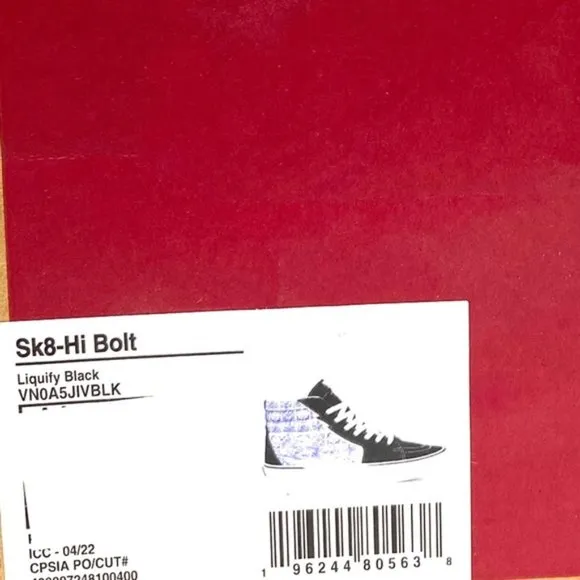 Sk8-Hi Bolt
Liquify Black
VN0A5JIVBLK
ICC - 04/22
CPSIA PO/CUT#
1 96244 80563 8